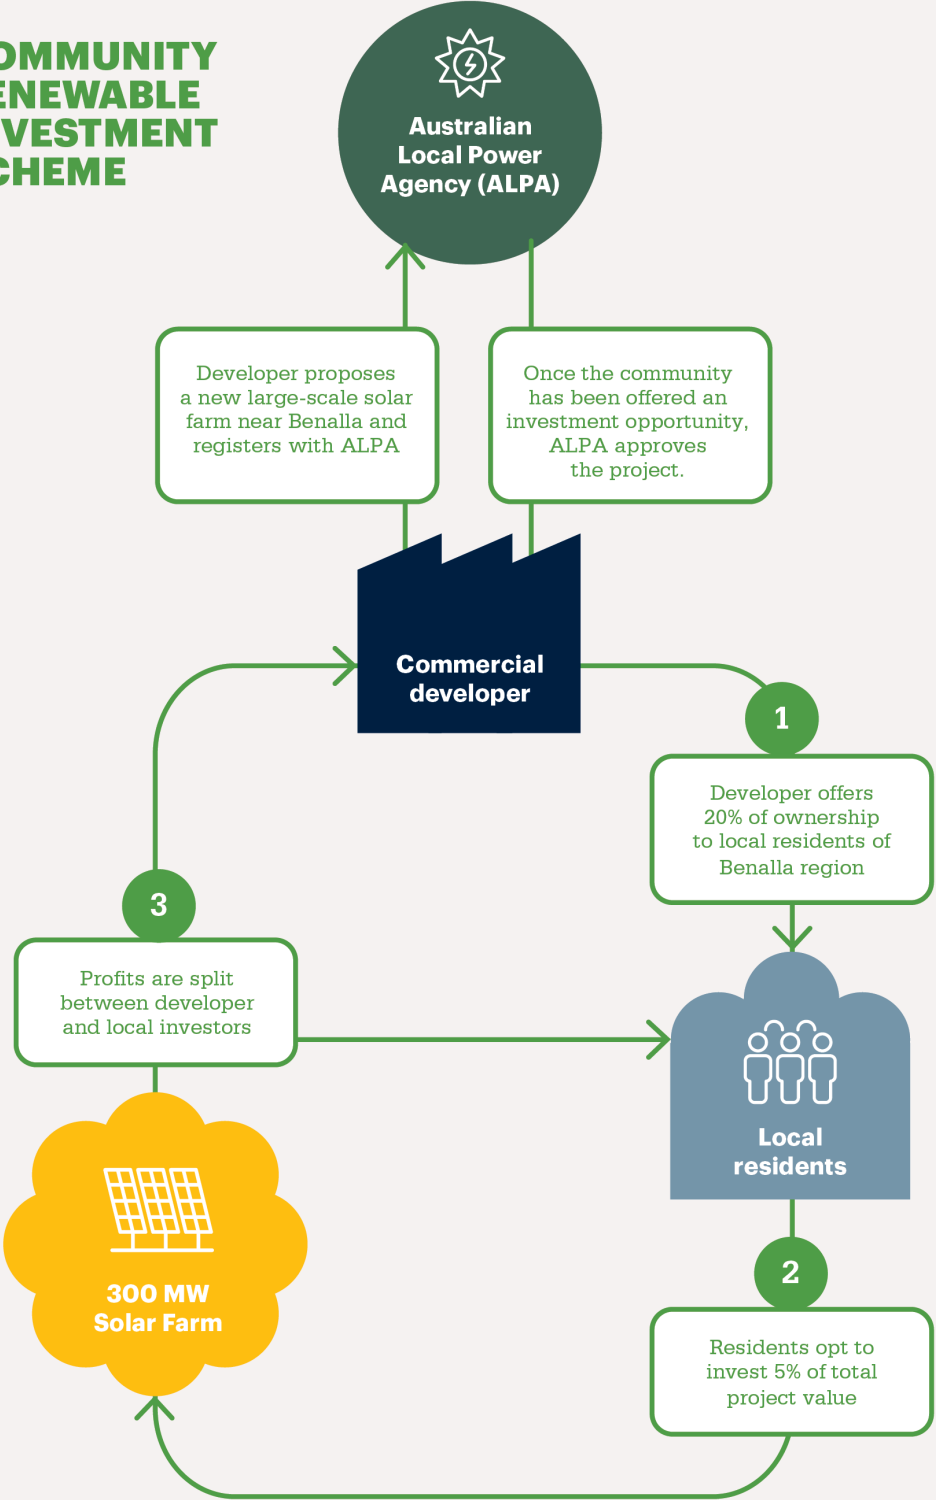 OMMUNITY
ENEWABLE
VESTMENT
CHEME
Australian
Local Power
Agency (ALPA)
Developer proposes
a new large-scale solar
farm near Benalla and
registers with ALPA
Once the community
has been offered an
investment opportunity,
ALPA approves
the project.
Commercial
developer
1
Developer offers
20% of ownership
to local residents of
Benalla region
3
Profits are split
between developer
and local investors
Local
residents
300 MW
Solar Farm
2
Residents opt to
invest 5% of total
project value